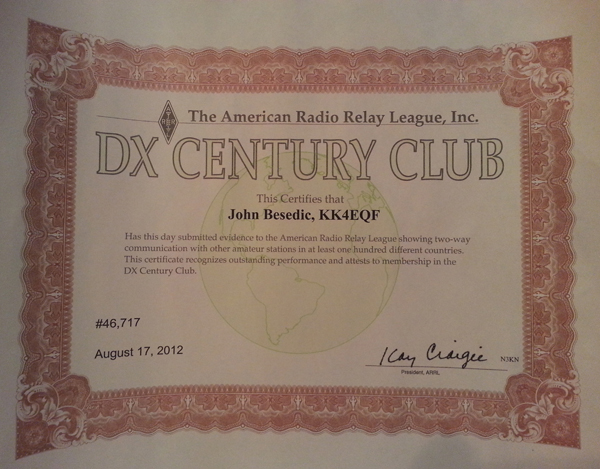 The American Radio Relay League, Inc.
DX CENTURY CLUB
This Certifies that
John Besedic, KK4EQF
Has this day submitted evidence to the American Radio Relay League showing two-way
communication with other amateur stations in at least one hundred different countries.
This certificate recognizes outstanding performance and attests to membership in the
DX Century Club.
#46,717
August 17, 2012
Kay Craigie N3KN
President, ARRL